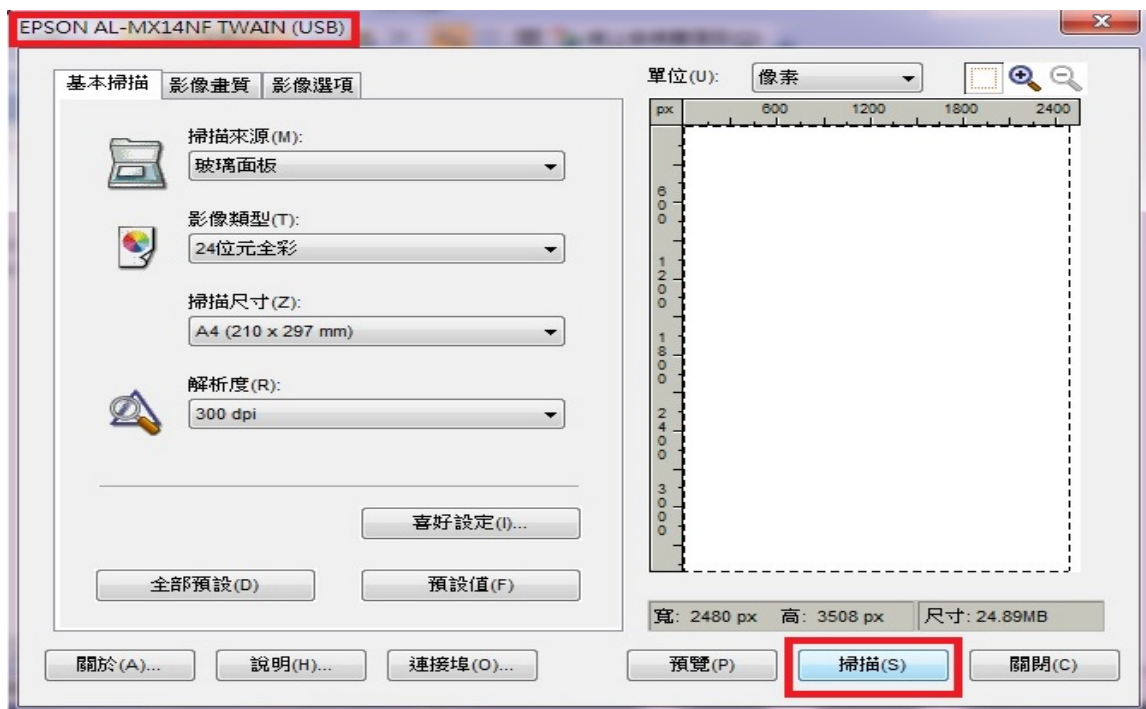 EPSON AL-MX14NF TWAIN (USB)
基本掃描 影像畫質 影像選項
掃描來源(M):
玻璃面板
影像類型(T):
24位元全彩
掃描尺寸(Z):
A4 (210 x 297 mm)
解析度(R):
300 dpi
喜好設定(I)...
全部預設(D) 預設值(F)
單位(U): 像素
px 600 1200 1800 2400
600
1200
1800
2400
3000
寬: 2480 px 高: 3508 px 尺寸: 24.89MB
關於(A)... 說明(H)... 連接埠(O)... 預覽(P) 掃描(S) 關閉(C)